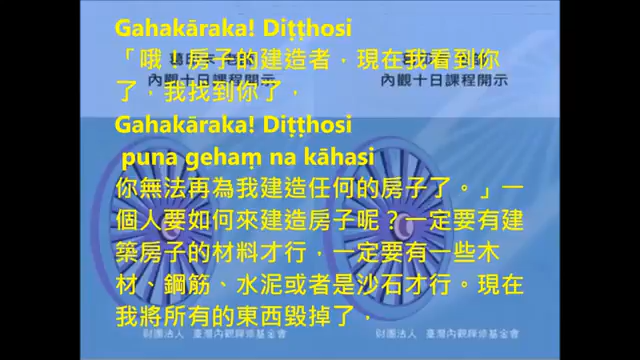 Gahakāraka! Diṭṭhosi
「哦！房子的建造者，現在我看到你
內觀十日課程開示
內觀十日課程開示
了，我找到你了，
Gahakāraka! Diṭṭhosi
puna gehaṃ na kāhasi
你無法再為我建造任何的房子了。」一
個人要如何來建造房子呢？一定要有建
築房子的材料才行，一定要有一些木
材、鋼筋、水泥或者是沙石才行。現在
我將所有的東西毀掉了，
財團法人 臺灣內觀禪修基金會
財團法人 臺灣內觀禪修基金會